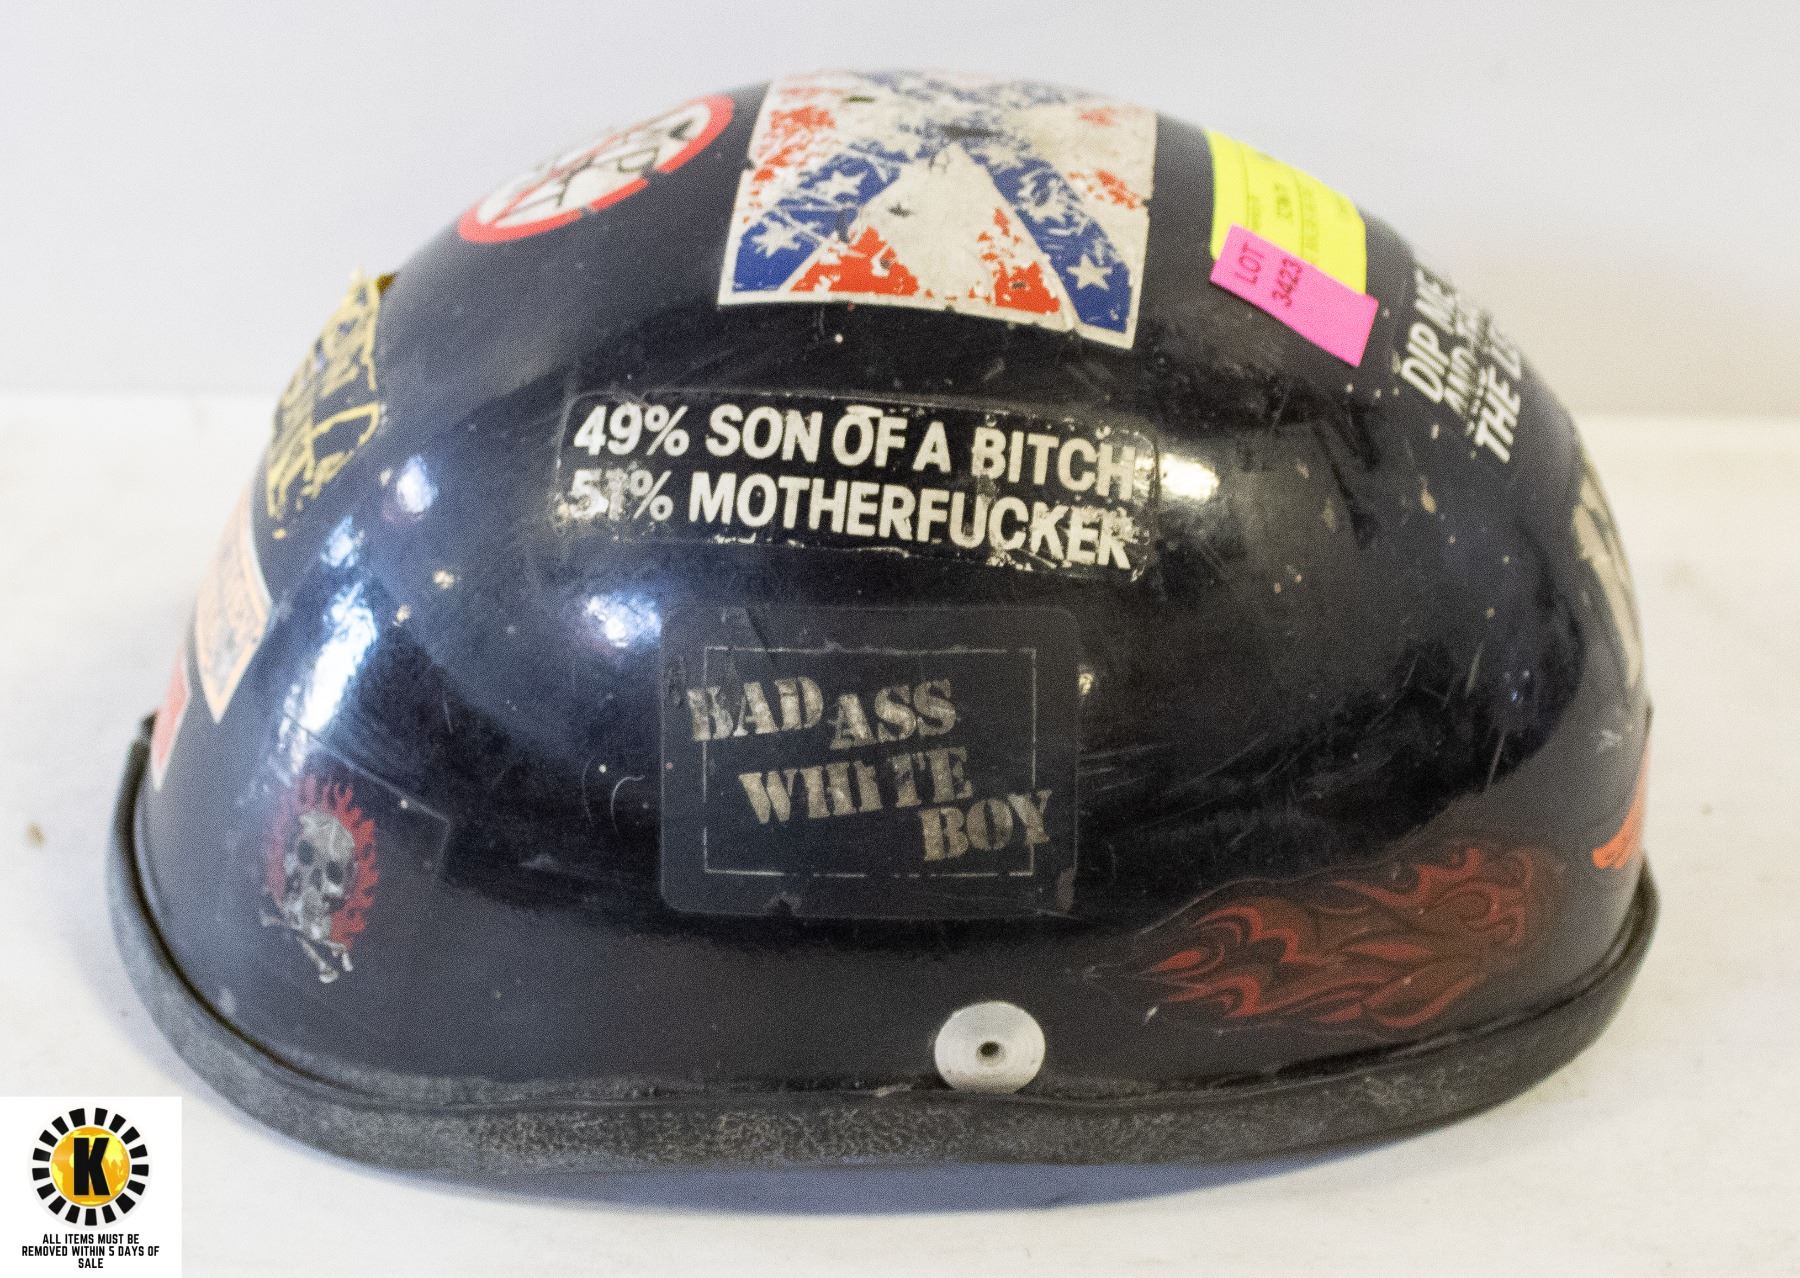 LOT
3423
DIP ME
AND
THE
49% SON OF A BITCH
51% MOTHERFUCKER
BAD ASS
WHITE
BOY
K
ALL ITEMS MUST BE
REMOVED WITHIN 5 DAYS OF
SALE